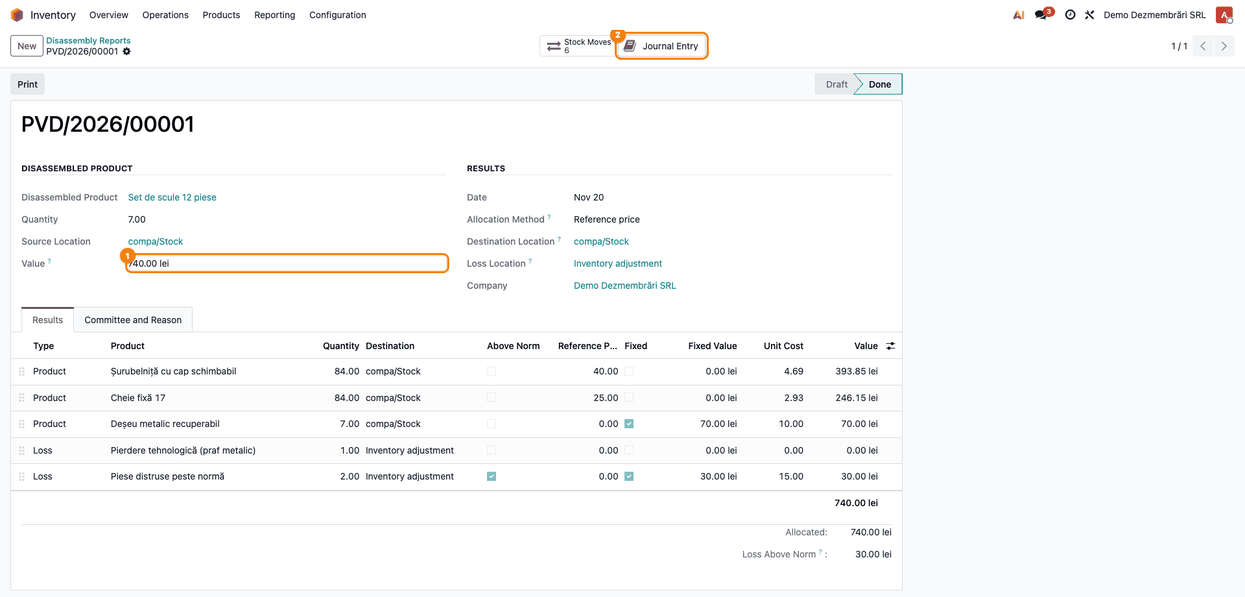 Inventory Overview Operations Products Reporting Configuration AI 3 Demo Dezmembrări SRL A
New Disassembly Reports
PVD/2026/00001
Stock Moves
6
2
Journal Entry
1 / 1
Print
Draft Done
PVD/2026/00001
DISASSEMBLED PRODUCT
Disassembled Product Set de scule 12 piese
Quantity 7.00
Source Location compa/Stock
Value ? 740.00 lei
1
RESULTS
Date Nov 20
Allocation Method ? Reference price
Destination Location ? compa/Stock
Loss Location ? Inventory adjustment
Company Demo Dezmembrări SRL
Results Committee and Reason
Type Product Quantity Destination Above Norm Reference P... Fixed Fixed Value Unit Cost Value
Product Șurubelniță cu cap schimbabil 84.00 compa/Stock 40.00 0.00 lei 4.69 393.85 lei
Product Cheie fixă 17 84.00 compa/Stock 25.00 0.00 lei 2.93 246.15 lei
Product Deșeu metalic recuperabil 7.00 compa/Stock 0.00 70.00 lei 10.00 70.00 lei
Loss Pierdere tehnologică (praf metalic) 1.00 Inventory adjustment 0.00 0.00 lei 0.00 0.00 lei
Loss Piese distruse peste normă 2.00 Inventory adjustment 0.00 30.00 lei 15.00 30.00 lei
740.00 lei
Allocated: 740.00 lei
Loss Above Norm ? : 30.00 lei